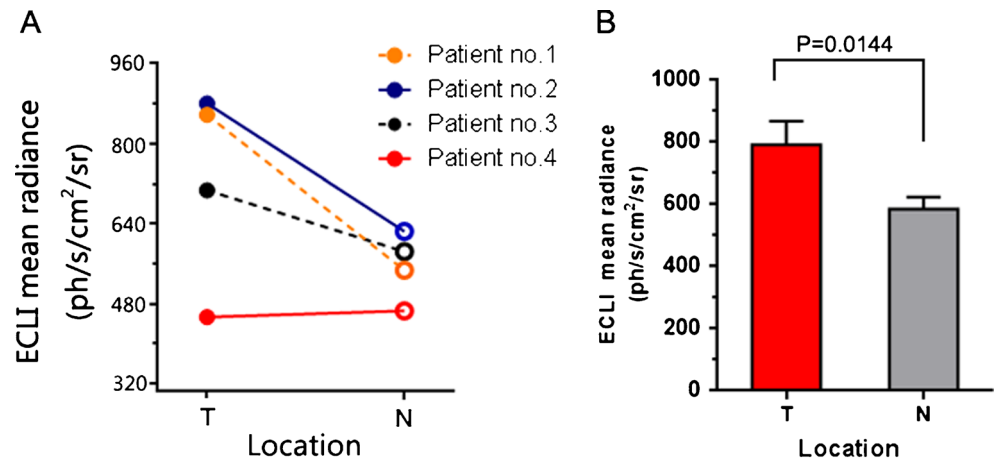 A
ECLI mean radiance
(ph/s/cm²/sr)
960
800
640
480
320
T
N
Location
Patient no.1
Patient no.2
Patient no.3
Patient no.4
B
P=0.0144
ECLI mean radiance
(ph/s/cm²/sr)
1000
800
600
400
200
0
T
N
Location